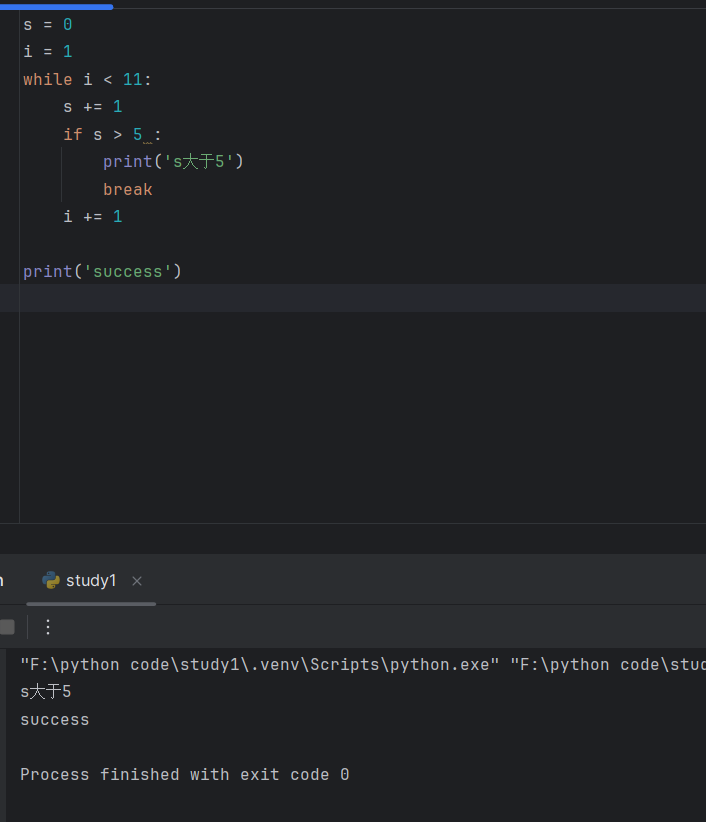 s = 0
i = 1
while i < 11:
    s += 1
    if s > 5 :
        print('s大于5')
        break
    i += 1
print('success')
study1
"F:\python code\study1\.venv\Scripts\python.exe" "F:\python code\stud
s大于5
success
Process finished with exit code 0